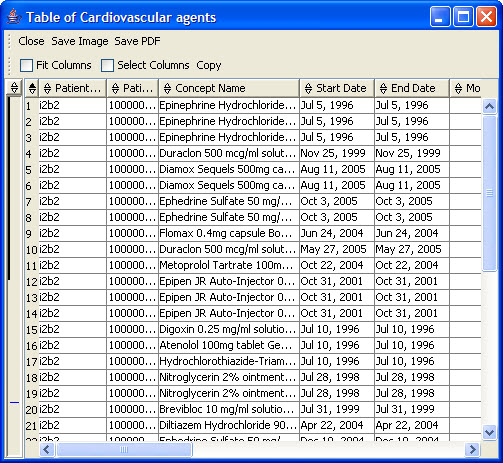 Table of Cardiovascular agents
Close Save Image Save PDF
Fit Columns Select Columns Copy
Patient... Pati... Concept Name Start Date End Date Mo
1 i2b2 100000... Epinephrine Hydrochloride... Jul 5, 1996 Jul 5, 1996
2 i2b2 100000... Epinephrine Hydrochloride... Jul 5, 1996 Jul 5, 1996
3 i2b2 100000... Epinephrine Hydrochloride... Jul 5, 1996 Jul 5, 1996
4 i2b2 100000... Duraclon 500 mcg/ml solut... Nov 25, 1999 Nov 25, 1999
5 i2b2 100000... Diamox Sequels 500mg ca... Aug 11, 2005 Aug 11, 2005
6 i2b2 100000... Diamox Sequels 500mg ca... Aug 11, 2005 Aug 11, 2005
7 i2b2 100000... Ephedrine Sulfate 50 mg/... Oct 3, 2005 Oct 3, 2005
8 i2b2 100000... Ephedrine Sulfate 50 mg/... Oct 3, 2005 Oct 3, 2005
9 i2b2 100000... Flomax 0.4mg capsule Bo... Jun 24, 2004 Jun 24, 2004
10 i2b2 100000... Duraclon 500 mcg/ml solut... May 27, 2005 May 27, 2005
11 i2b2 100000... Metoprolol Tartrate 100m... Oct 22, 2004 Oct 22, 2004
12 i2b2 100000... Epipen JR Auto-Injector 0... Oct 31, 2001 Oct 31, 2001
13 i2b2 100000... Epipen JR Auto-Injector 0... Oct 31, 2001 Oct 31, 2001
14 i2b2 100000... Epipen JR Auto-Injector 0... Oct 31, 2001 Oct 31, 2001
15 i2b2 100000... Digoxin 0.25 mg/ml solutio... Jul 10, 1996 Jul 10, 1996
16 i2b2 100000... Atenolol 100mg tablet Ge... Jul 10, 1996 Jul 10, 1996
17 i2b2 100000... Hydrochlorothiazide-Triam... Jul 10, 1996 Jul 10, 1996
18 i2b2 100000... Nitroglycerin 2% ointment... Jul 28, 1998 Jul 28, 1998
19 i2b2 100000... Nitroglycerin 2% ointment... Jul 28, 1998 Jul 28, 1998
20 i2b2 100000... Brevibloc 10 mg/ml solutio... Jul 31, 1999 Jul 31, 1999
21 i2b2 100000... Diltiazem Hydrochloride 90... Apr 22, 2004 Apr 22, 2004
i2b2 100000... Ephedrine Sulfate 50 mg/...